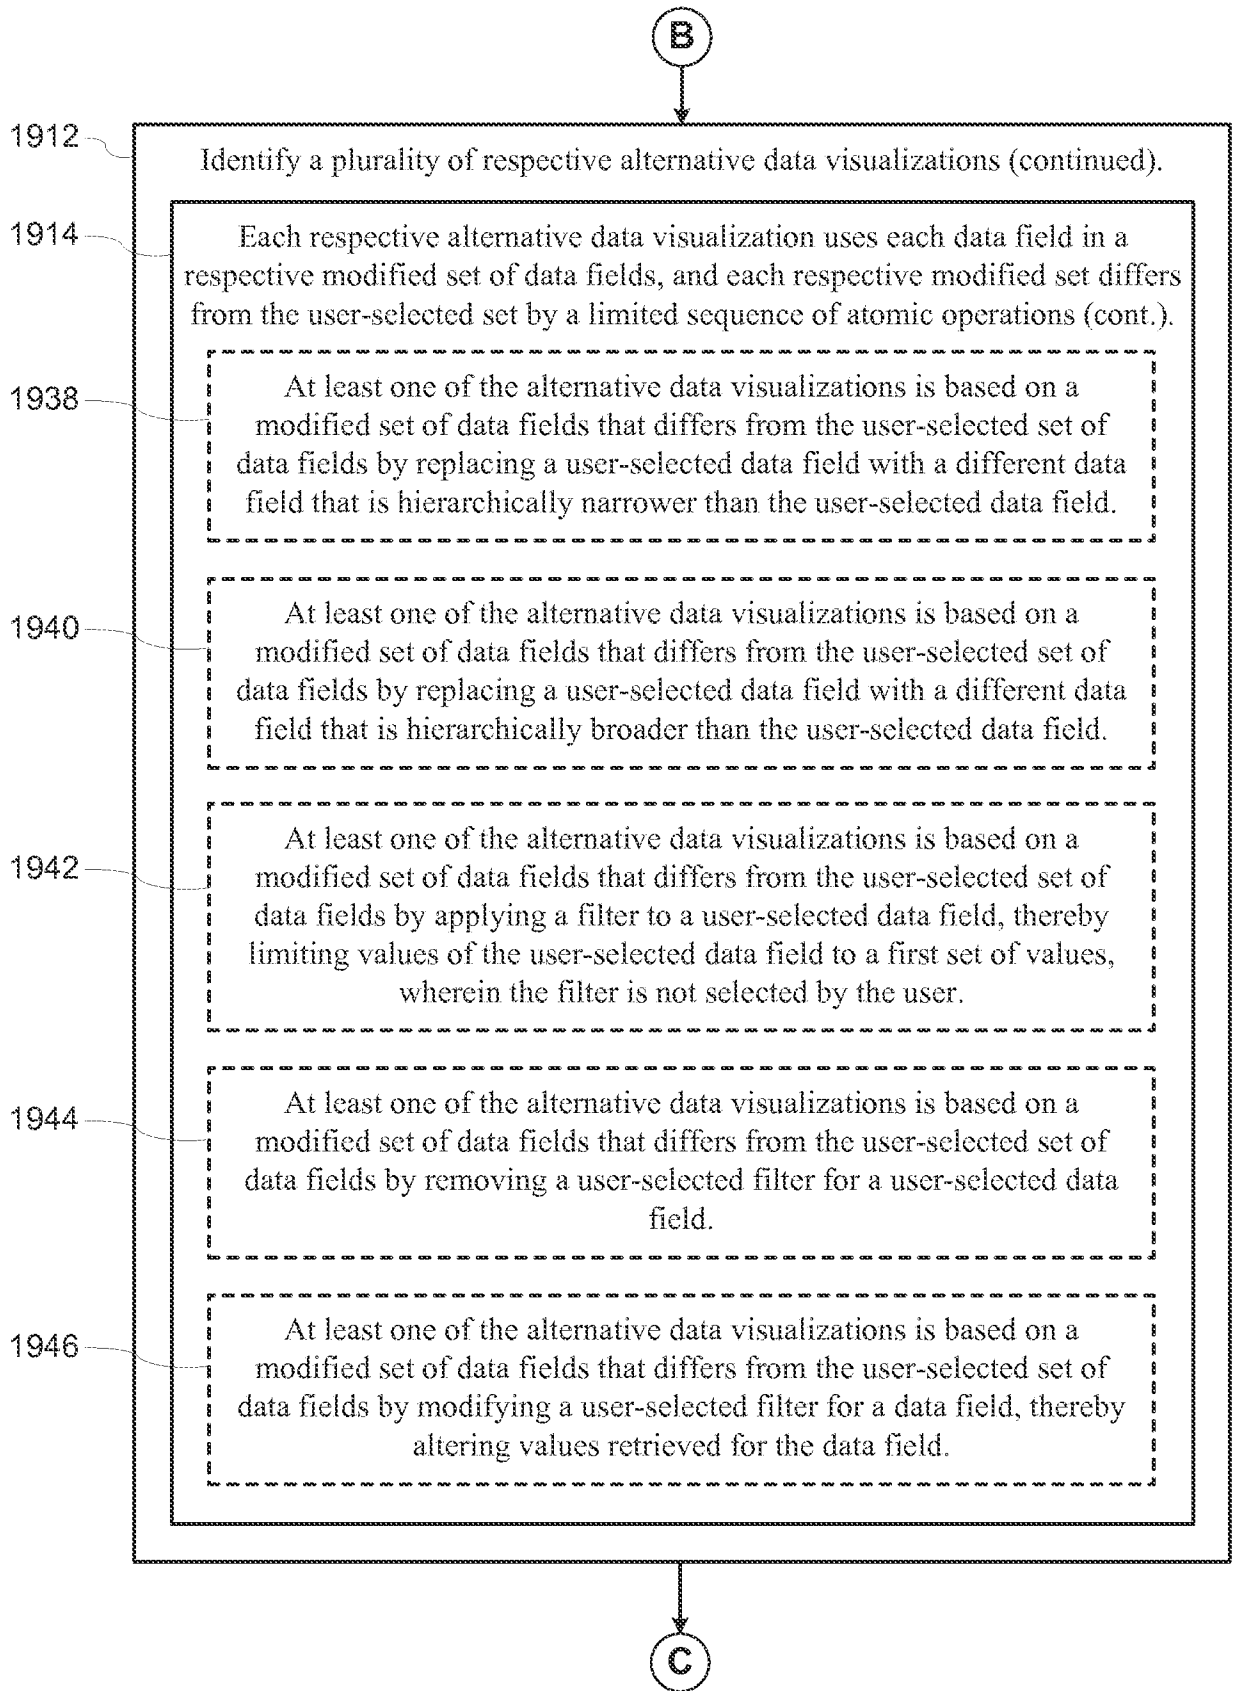 B
1912
Identify a plurality of respective alternative data visualizations (continued).
1914
Each respective alternative data visualization uses each data field in a
respective modified set of data fields, and each respective modified set differs
from the user-selected set by a limited sequence of atomic operations (cont.).
1938
At least one of the alternative data visualizations is based on a
modified set of data fields that differs from the user-selected set of
data fields by replacing a user-selected data field with a different data
field that is hierarchically narrower than the user-selected data field.
1940
At least one of the alternative data visualizations is based on a
modified set of data fields that differs from the user-selected set of
data fields by replacing a user-selected data field with a different data
field that is hierarchically broader than the user-selected data field.
1942
At least one of the alternative data visualizations is based on a
modified set of data fields that differs from the user-selected set of
data fields by applying a filter to a user-selected data field, thereby
limiting values of the user-selected data field to a first set of values,
wherein the filter is not selected by the user.
1944
At least one of the alternative data visualizations is based on a
modified set of data fields that differs from the user-selected set of
data fields by removing a user-selected filter for a user-selected data
field.
1946
At least one of the alternative data visualizations is based on a
modified set of data fields that differs from the user-selected set of
data fields by modifying a user-selected filter for a data field, thereby
altering values retrieved for the data field.
C